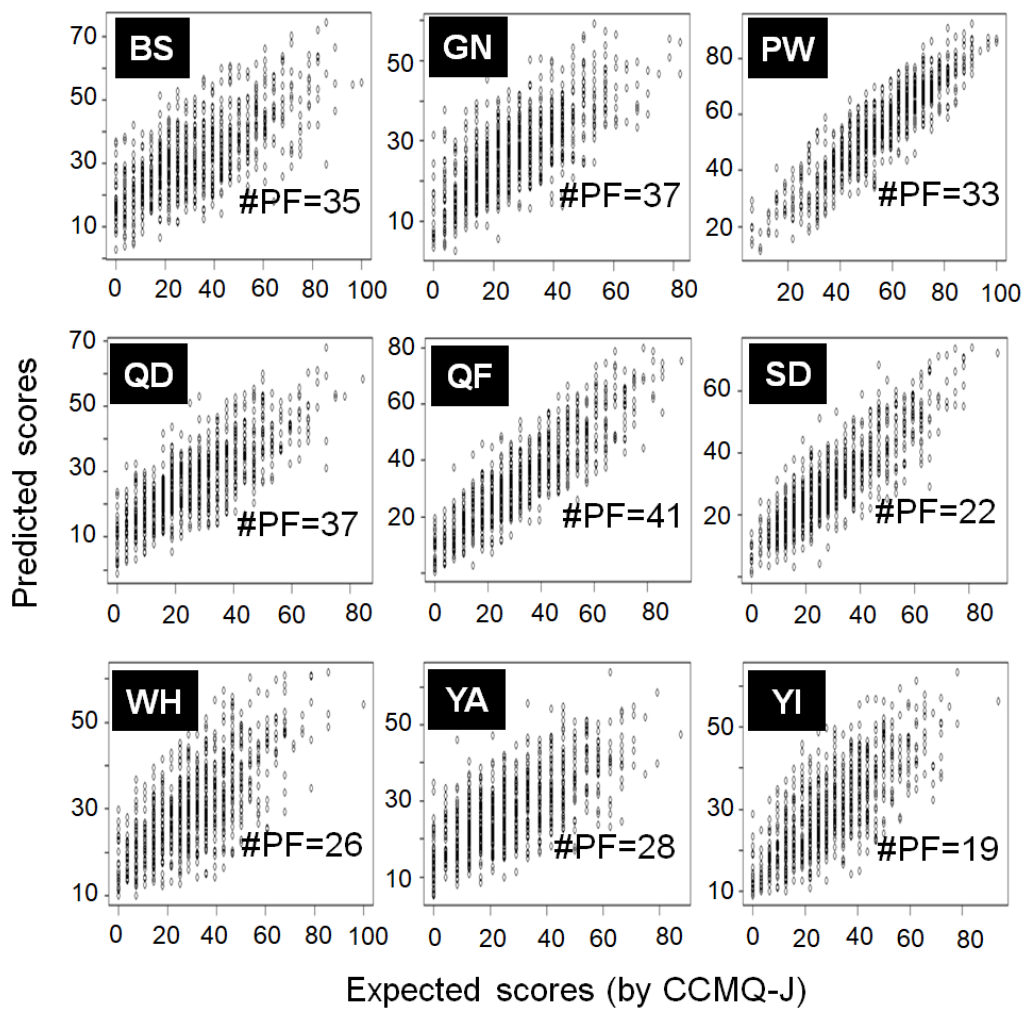 BS
70
50
30
10
#PF=35
0 20 40 60 80 100
GN
50
30
10
#PF=37
0 20 40 60 80
PW
80
60
40
20
#PF=33
20 40 60 80 100
Predicted scores
QD
70
50
30
10
#PF=37
0 20 40 60 80
QF
80
60
40
20
#PF=41
0 20 40 60 80
SD
60
40
20
#PF=22
0 20 40 60 80
WH
50
30
10
#PF=26
0 20 40 60 80 100
YA
50
30
10
#PF=28
0 20 40 60 80
YI
50
30
10
#PF=19
0 20 40 60 80
Expected scores (by CCMQ-J)